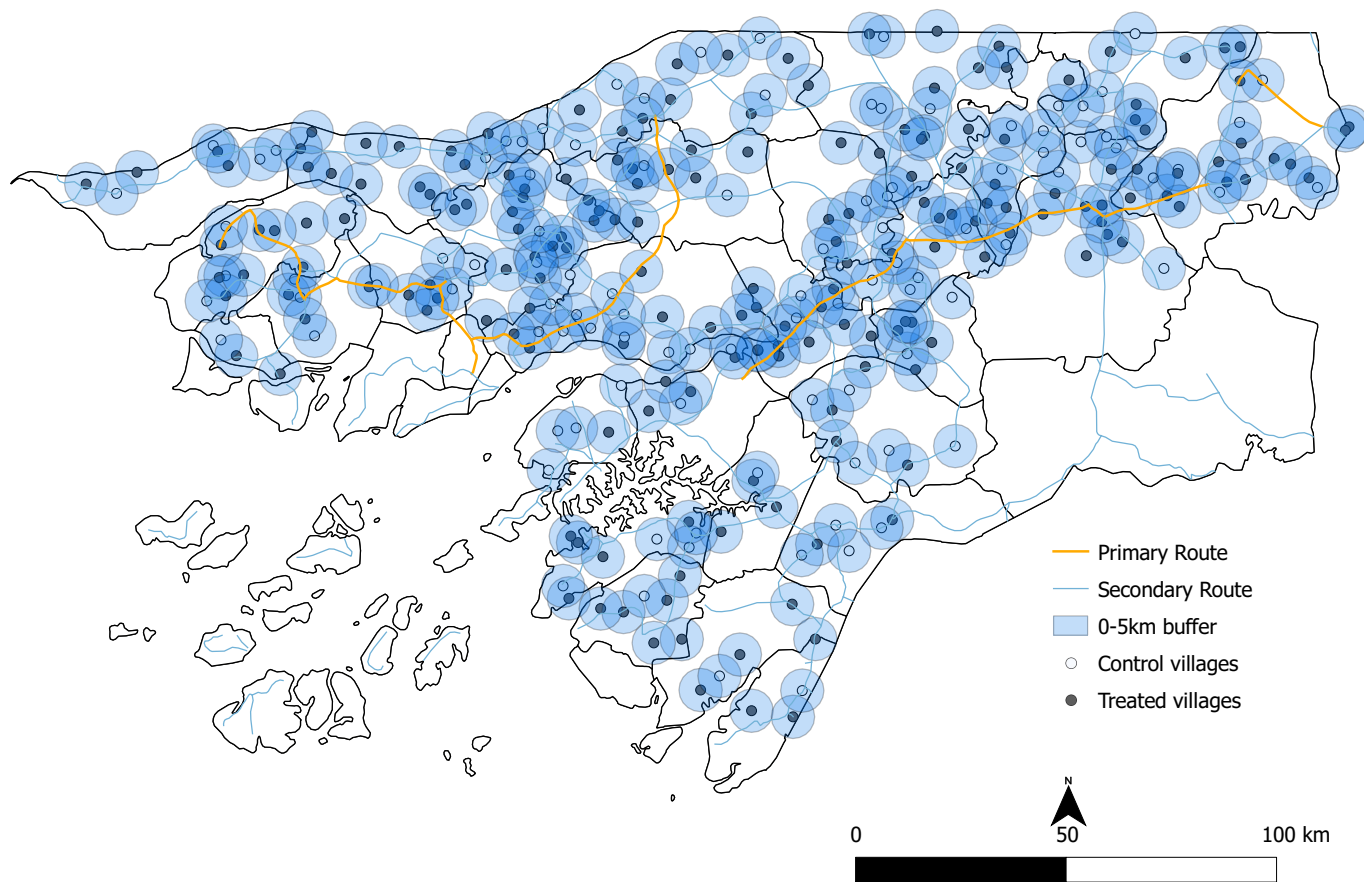 Primary Route
Secondary Route
0-5km buffer
Control villages
Treated villages
N
0 50 100 km